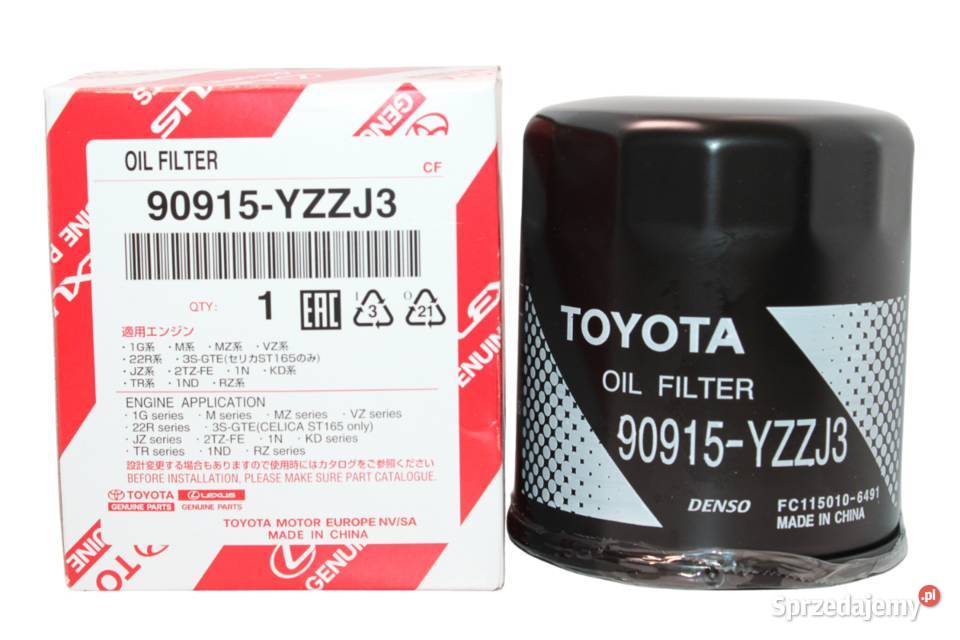 OIL FILTER
CF
90915-YZZJ3
QTY: 1
EAC
1
3
O
21
適用エンジン
・1G系 ・M系 ・MZ系 ・VZ系
・22R系 ・3S-GTE(セリカST165のみ)
・JZ系 ・2TZ-FE ・1N ・KD系
・TR系 ・1ND ・RZ系
ENGINE APPLICATION
・1G series ・M series ・MZ series ・VZ series
・22R series ・3S-GTE(CELICA ST165 only)
・JZ series ・2TZ-FE ・1N ・KD series
・TR series ・1ND ・RZ series
設計変更する場合もありますので使用時にはカタログをご参照ください
BEFORE INSTALLATION, PLEASE MAKE SURE PART CATALOGUE.
TOYOTA LEXUS
GENUINE PARTS GENUINE PARTS
TOYOTA MOTOR EUROPE NV/SA
MADE IN CHINA
GENUINE
TOYOTA
OIL FILTER
90915-YZZJ3
DENSO FC115010-6491
MADE IN CHINA
Sprzedajemy.pl